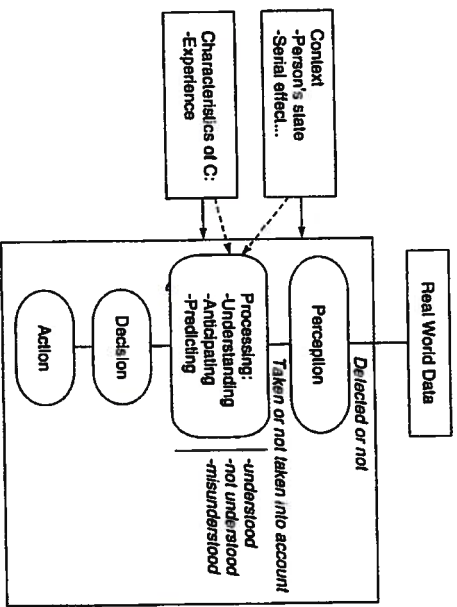 Real World Data
Detected or not
Context
-Person's state
-Serial effect...
Perception
Taken or not taken into account
Characteristics of C:
-Experience
Processing:
-Understanding
-Anticipating
-Predicting
-understood
-not understood
-misunderstood
Decision
Action